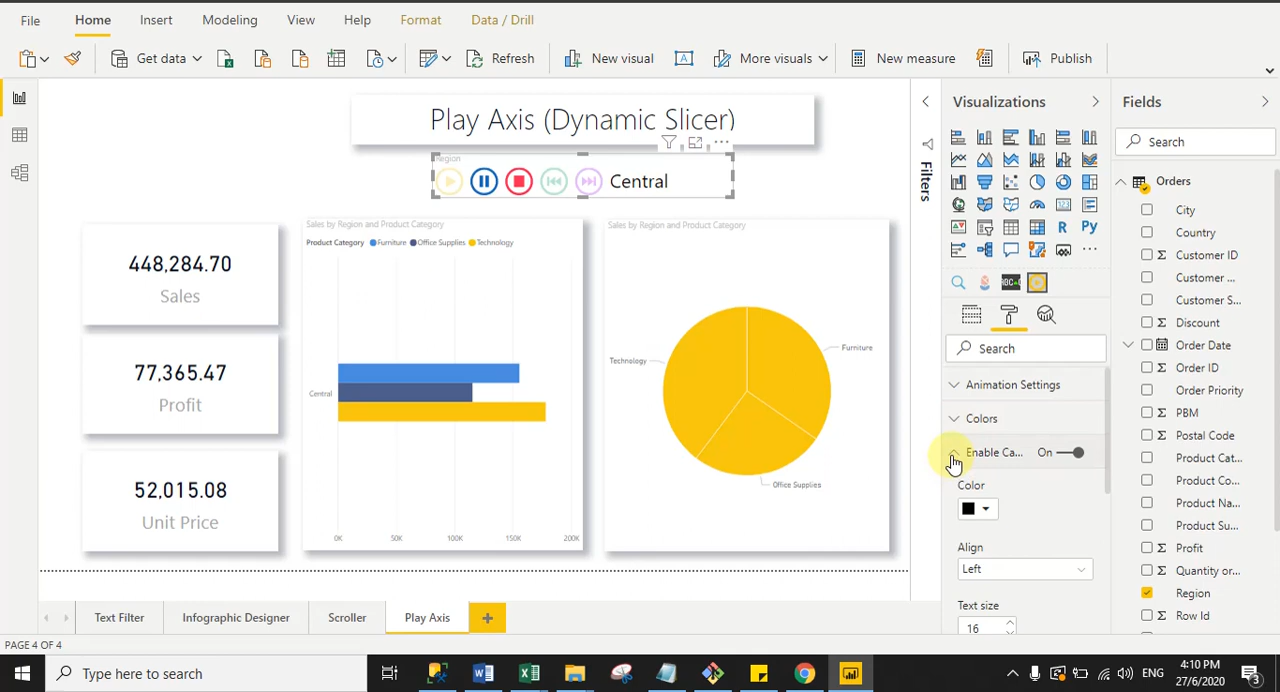 File Home Insert Modeling View Help Format Data / Drill
Get data Refresh New visual More visuals New measure Publish
Play Axis (Dynamic Slicer)
Region
Central
448,284.70
Sales
77,365.47
Profit
52,015.08
Unit Price
Sales by Region and Product Category
Product Category Furniture Office Supplies Technology
Central
0K 50K 100K 150K 200K
Sales by Region and Product Category
Technology
Furniture
Office Supplies
Filters
Visualizations
R Py
Search
Animation Settings
Colors
Enable Ca... On
Color
Align
Left
Text size
16
Fields
Search
Orders
City
Country
Customer ID
Customer ...
Customer S...
Discount
Order Date
Order ID
Order Priority
PBM
Postal Code
Product Cat...
Product Co...
Product Na...
Product Su...
Profit
Quantity or...
Region
Row Id
Text Filter Infographic Designer Scroller Play Axis +
PAGE 4 OF 4
Type here to search
ENG
4:10 PM
27/6/2020
3